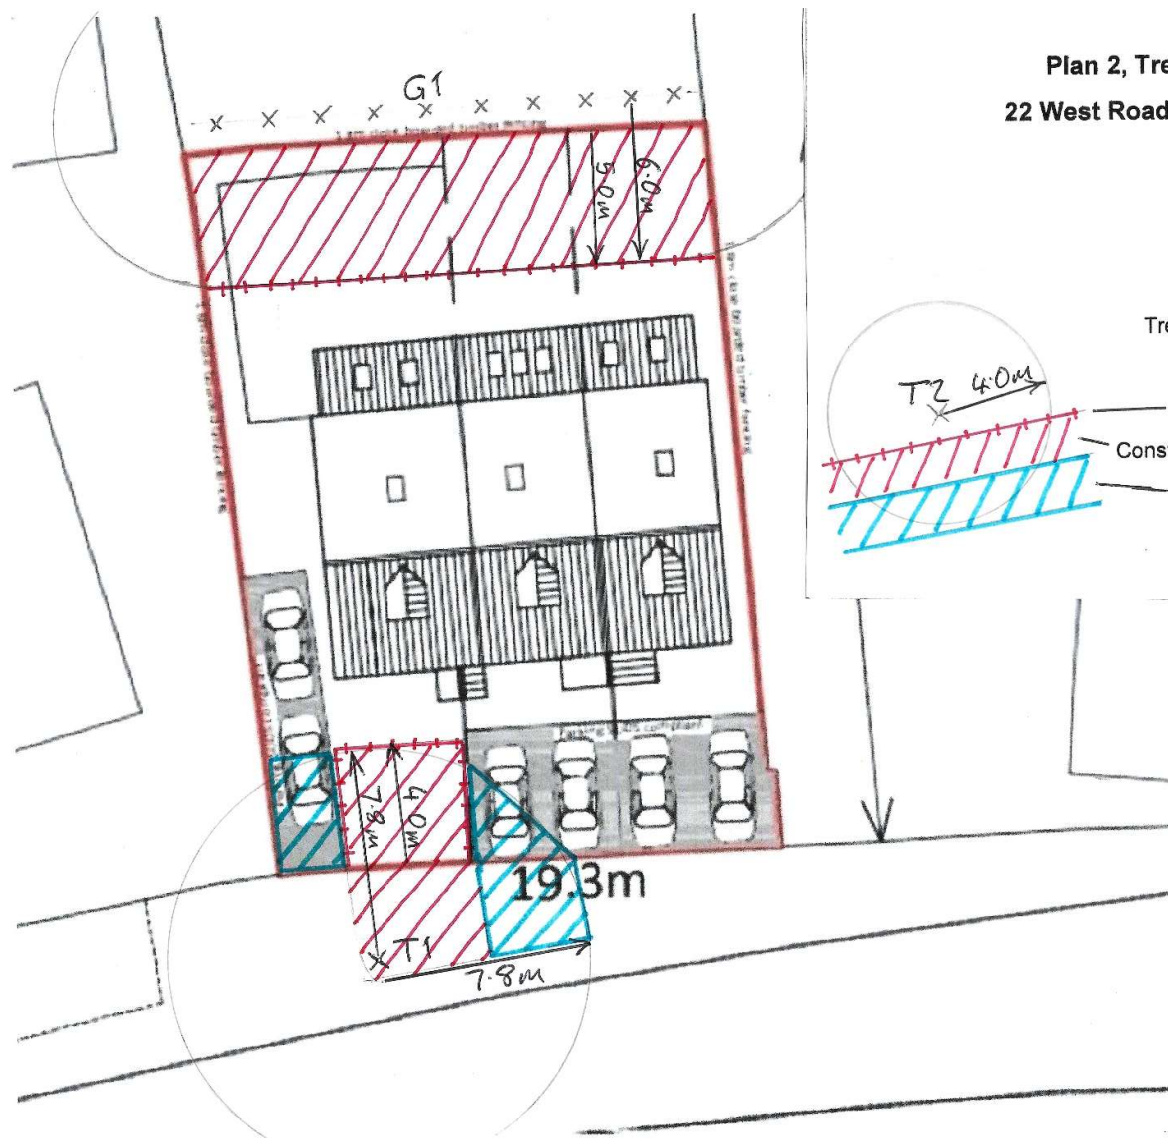 Plan 2, Tre
22 West Road
G1
5.0m
6.0m
Tre
T2 4.0m
Cons
7.8m
4.0m
19.3m
T1
7.8m